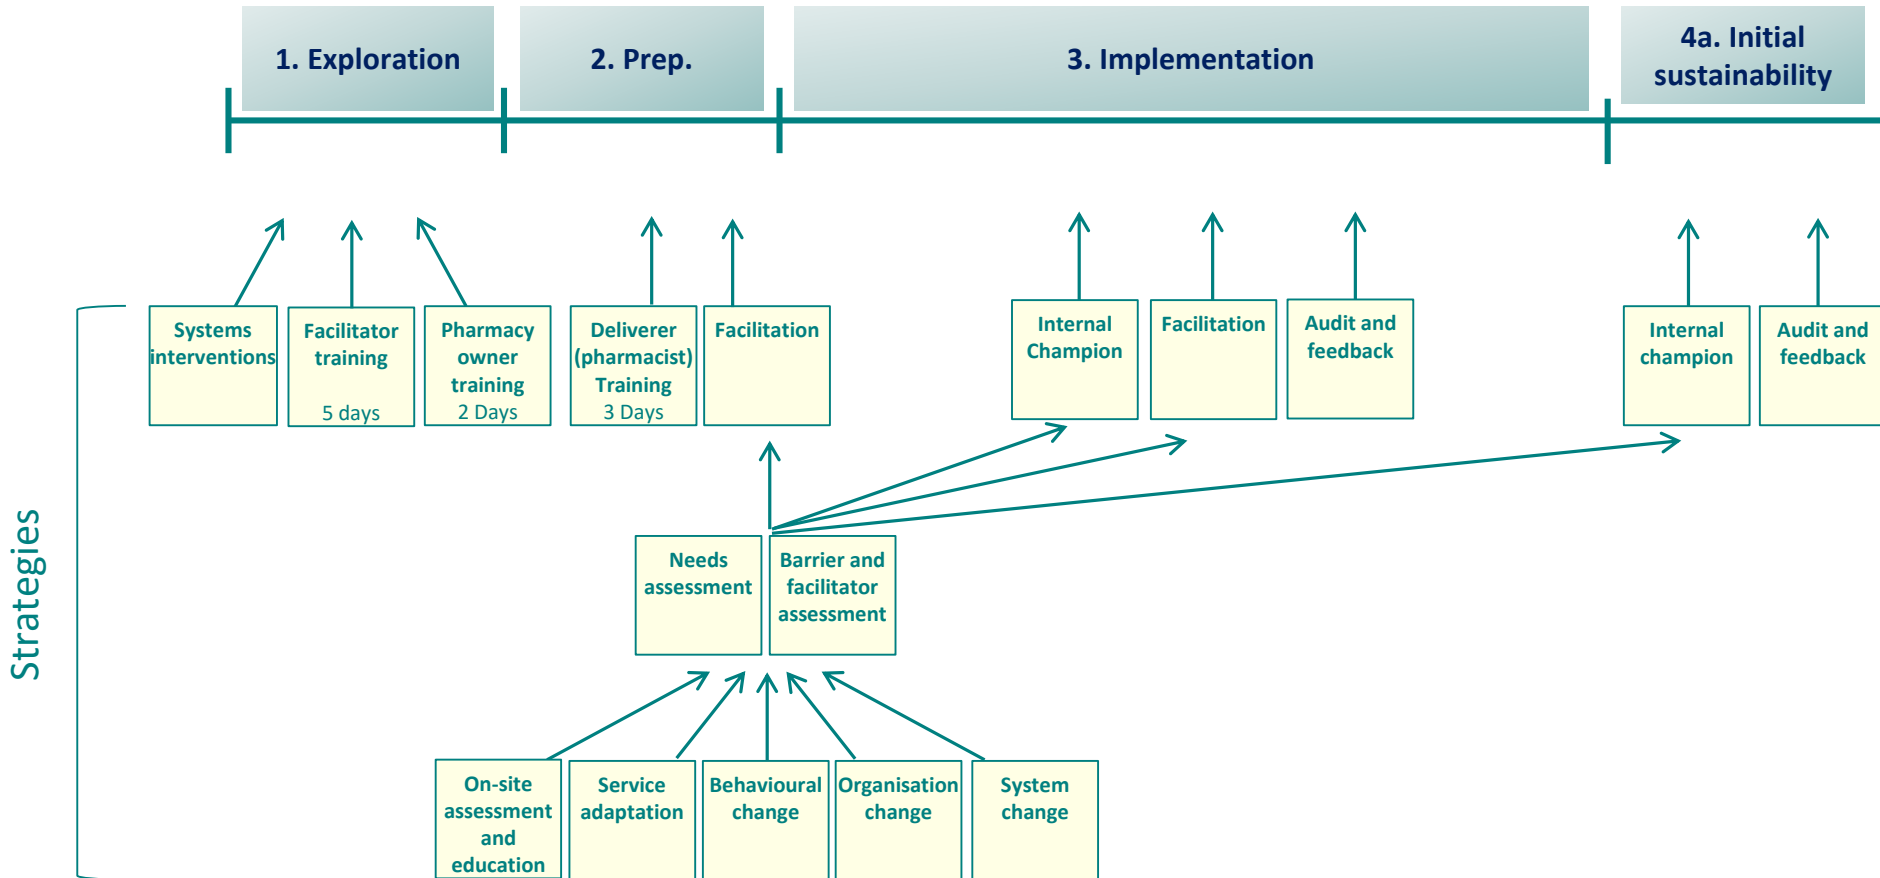 1. Exploration
2. Prep.
3. Implementation
4a. Initial
sustainability
Systems
interventions
Facilitator
training
5 days
Pharmacy
owner
training
2 Days
Deliverer
(pharmacist)
Training
3 Days
Facilitation
Internal
Champion
Facilitation
Audit and
feedback
Internal
champion
Audit and
feedback
Strategies
Needs
assessment
Barrier and
facilitator
assessment
On-site
assessment
and
education
Service
adaptation
Behavioural
change
Organisation
change
System
change